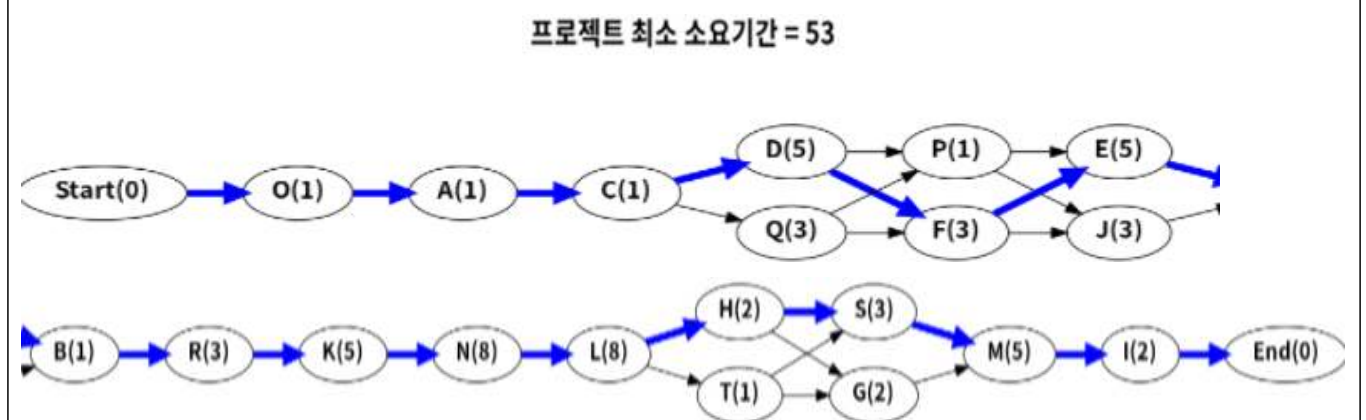 프로젝트 최소 소요기간 = 53
D(5) P(1) E(5)
Start(0) O(1) A(1) C(1)
Q(3) F(3) J(3)
H(2) S(3)
B(1) R(3) K(5) N(8) L(8) M(5) I(2) End(0)
T(1) G(2)